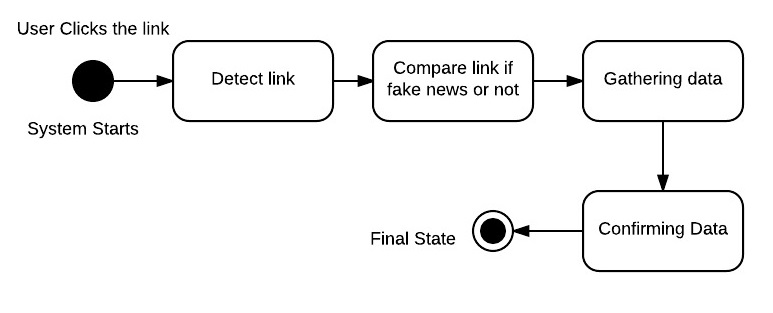 User Clicks the link
Detect link
Compare link if
fake news or not
Gathering data
System Starts
Confirming Data
Final State